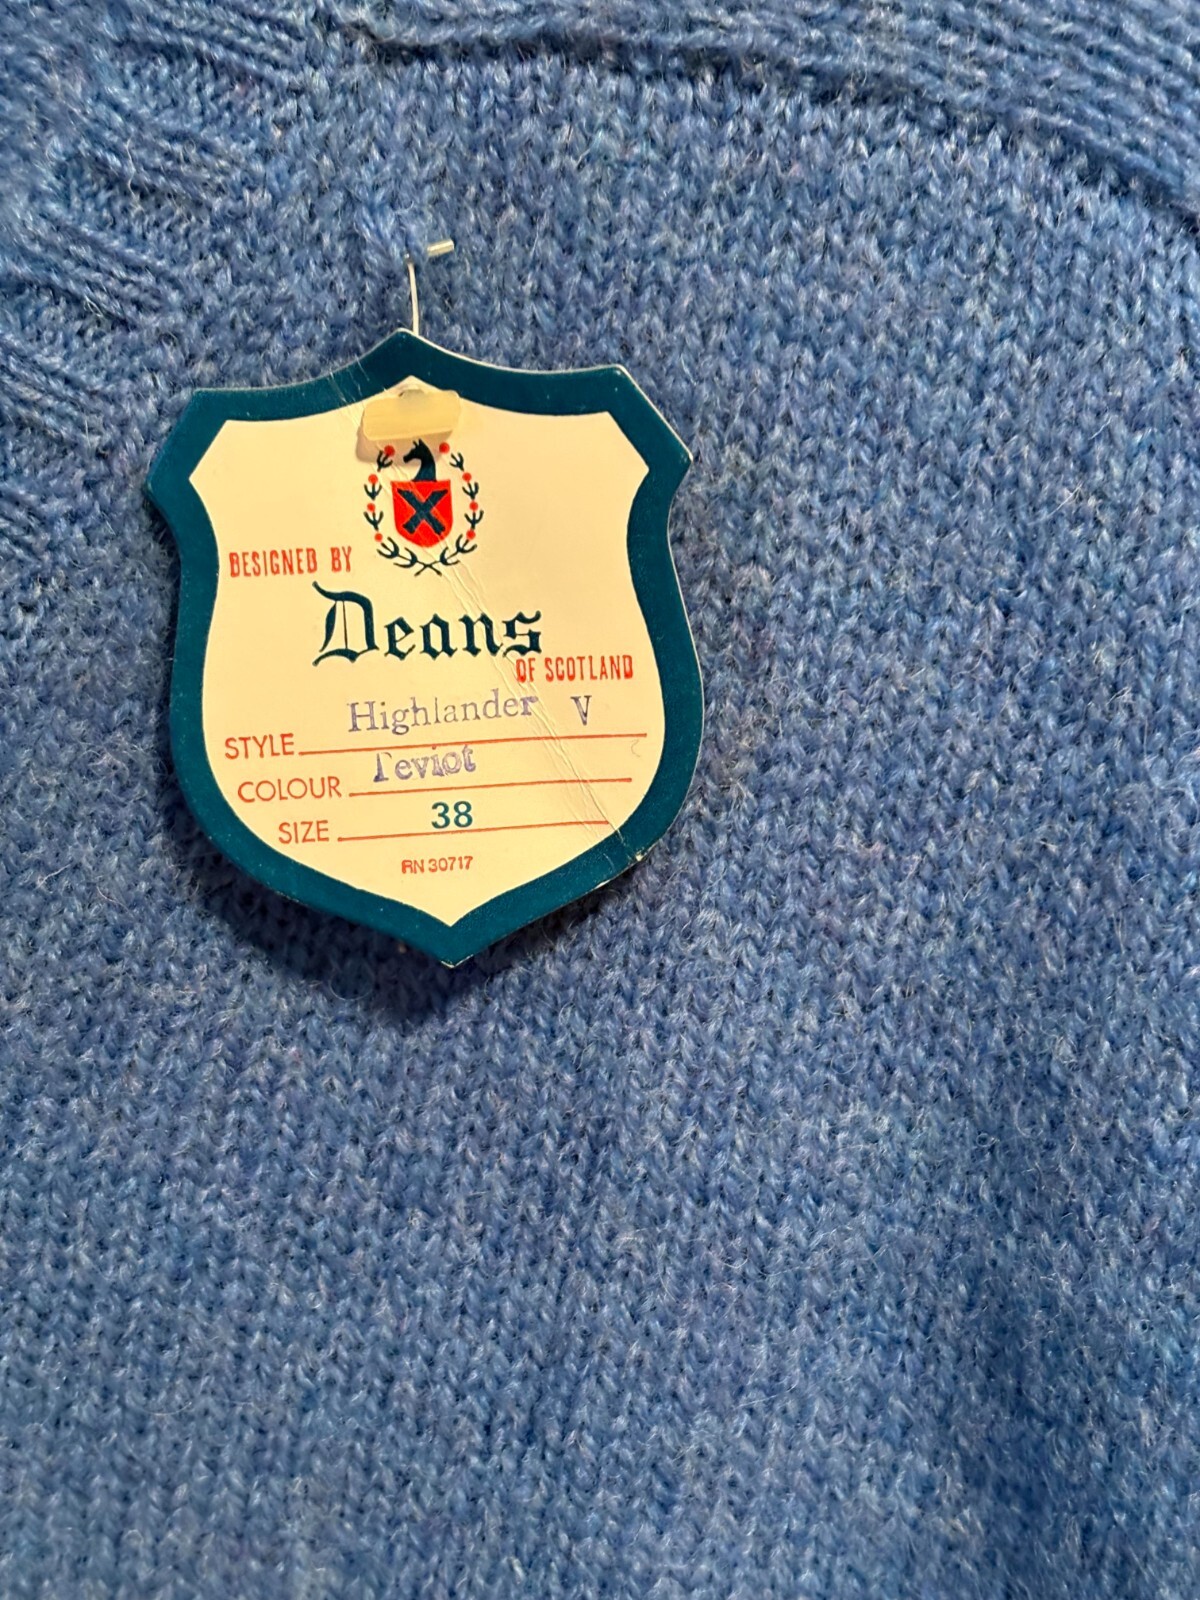 DESIGNED BY
Deans
OF SCOTLAND
STYLE Highlander V
COLOUR Teviot
SIZE 38
RN 30717